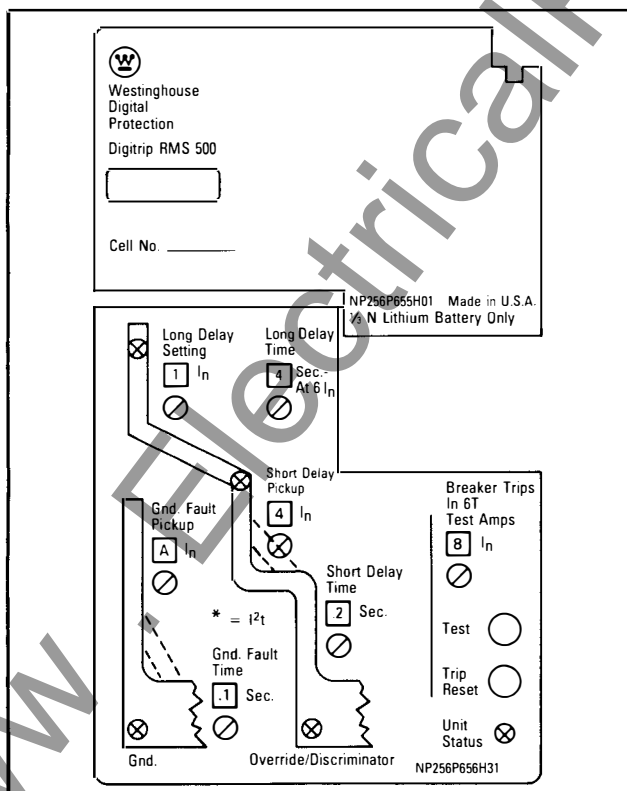 W
Westinghouse
Digital
Protection
Digitrip RMS 500
Cell No.
NP256P655H01 Made in U.S.A.
⅓ N Lithium Battery Only
Long Delay
Setting
1 In
Long Delay
Time
4 Sec.-
At 6 In
Short Delay
Pickup
4 In
Gnd. Fault
Pickup
A In
Breaker Trips
In 6T
Test Amps
8 In
Short Delay
Time
.2 Sec.
* = I²t
Gnd. Fault
Time
.1 Sec.
Test
Trip
Reset
Unit
Status
Gnd.
Override/Discriminator
NP256P656H31
www.Electrical